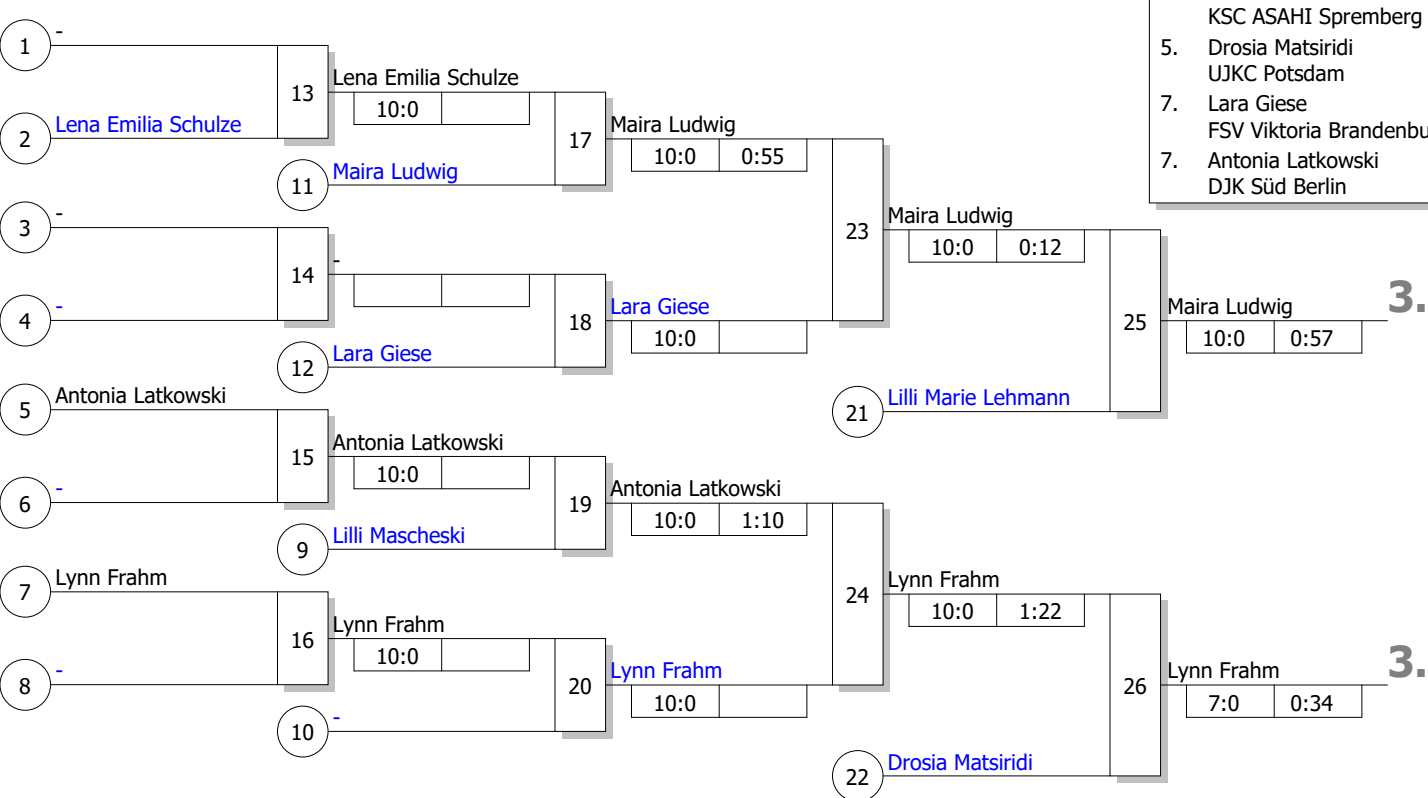 KSC ASAHI Spremberg
5. Drosia Matsiridi
UJKC Potsdam
7. Lara Giese
FSV Viktoria Brandenbu
7. Antonia Latkowski
DJK Süd Berlin
1 -
13 Lena Emilia Schulze
10:0
2 Lena Emilia Schulze
17 Maira Ludwig
10:0 0:55
11 Maira Ludwig
3 -
23 Maira Ludwig
10:0 0:12
14 -
4 -
18 Lara Giese
10:0
12 Lara Giese
25 Maira Ludwig 3.
10:0 0:57
5 Antonia Latkowski
21 Lilli Marie Lehmann
15 Antonia Latkowski
10:0
6 -
19 Antonia Latkowski
10:0 1:10
9 Lilli Mascheski
7 Lynn Frahm
24 Lynn Frahm
10:0 1:22
16 Lynn Frahm
10:0
8 -
20 Lynn Frahm
10:0
10 -
26 Lynn Frahm 3.
7:0 0:34
22 Drosia Matsiridi